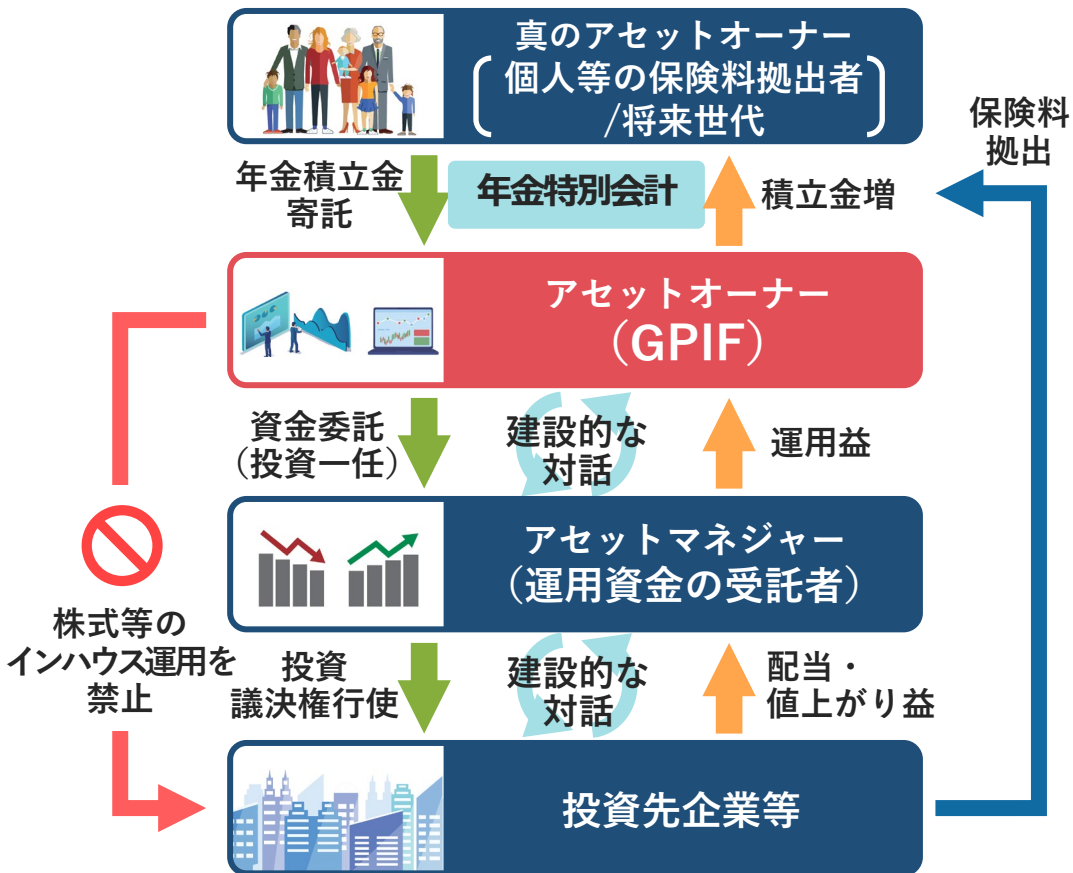 真のアセットオーナー
個人等の保険料拠出者
/将来世代
保険料
拠出
年金積立金
寄託
年金特別会計
積立金増
アセットオーナー
（GPIF）
資金委託
（投資一任）
建設的な
対話
運用益
アセットマネジャー
（運用資金の受託者）
株式等の
インハウス運用を
禁止
投資
議決権行使
建設的な
対話
配当・
値上がり益
投資先企業等